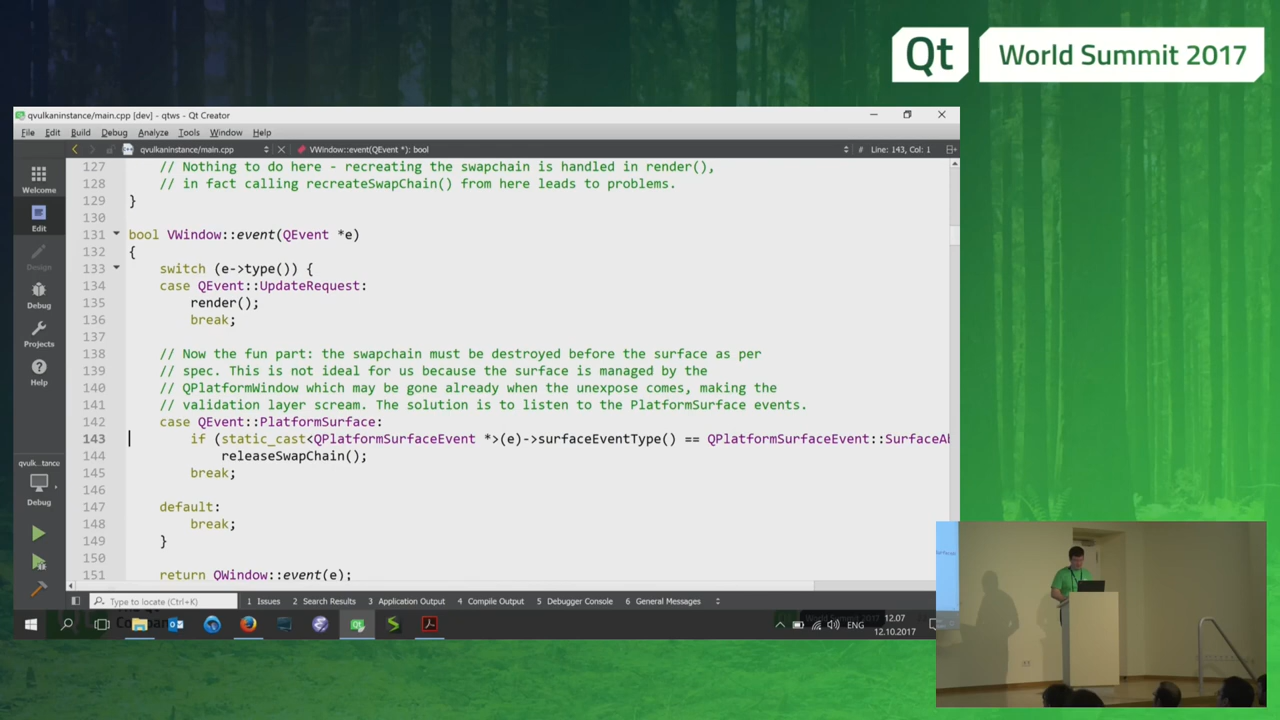 Qt World Summit 2017
qvulkaninstance/main.cpp [dev] - qtws - Qt Creator
File Edit Build Debug Analyze Tools Window Help
qvulkaninstance/main.cpp VWindow::event(QEvent *): bool # Line: 143, Col: 1
Welcome
Edit
Design
Debug
Projects
Help
qvulk...tance
Debug
127 // Nothing to do here - recreating the swapchain is handled in render(),
128 // in fact calling recreateSwapChain() from here leads to problems.
129 }
130
131 bool VWindow::event(QEvent *e)
132 {
133 switch (e->type()) {
134 case QEvent::UpdateRequest:
135 render();
136 break;
137
138 // Now the fun part: the swapchain must be destroyed before the surface as per
139 // spec. This is not ideal for us because the surface is managed by the
140 // QPlatformWindow which may be gone already when the unexpose comes, making the
141 // validation layer scream. The solution is to listen to the PlatformSurface events.
142 case QEvent::PlatformSurface:
143 if (static_cast<QPlatformSurfaceEvent *>(e)->surfaceEventType() == QPlatformSurfaceEvent::SurfaceAb
144 releaseSwapChain();
145 break;
146
147 default:
148 break;
149 }
150
151 return QWindow::event(e);
Type to locate (Ctrl+K) 1 Issues 2 Search Results 3 Application Output 4 Compile Output 5 Debugger Console 6 General Messages
ENG
12.07
12.10.2017